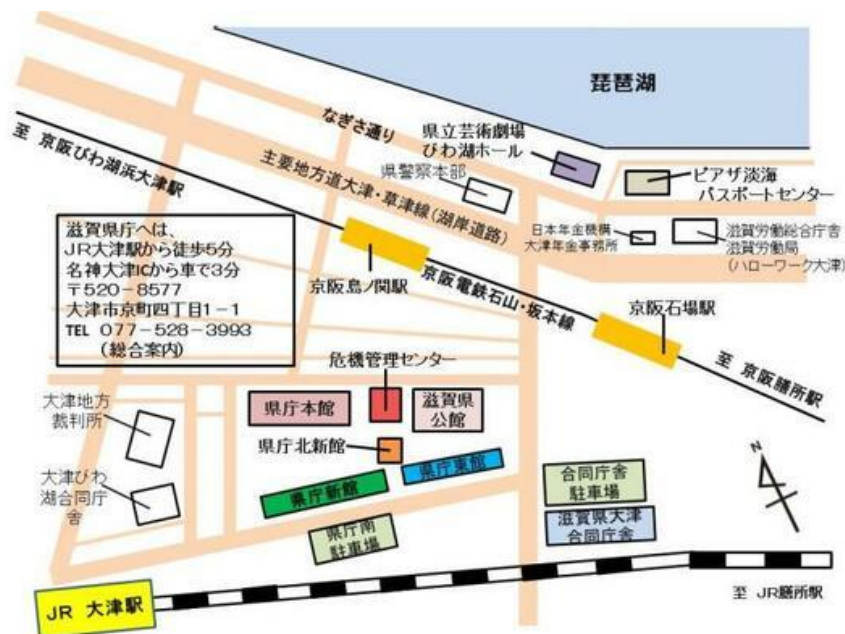 琵琶湖
なぎさ通り
県立芸術劇場
びわ湖ホール
至 京阪びわ湖浜大津駅
主要地方道大津・草津線(湖岸道路)
県警察本部
ピアザ淡海
パスポートセンター
日本年金機構
大津年金事務所
滋賀労働総合庁舎
滋賀労働局
(ハローワーク大津)
滋賀県庁へは、
JR大津駅から徒歩5分
名神大津ICから車で3分
〒520-8577
大津市京町四丁目1-1
TEL 077-528-3993
(総合案内)
京阪島ノ関駅
京阪電鉄石山・坂本線
京阪石場駅
至 京阪膳所駅
危機管理センター
大津地方
裁判所
県庁本館
滋賀県
公館
県庁北新館
大津びわ
湖合同庁
舎
県庁東館
県庁新館
合同庁舎
駐車場
滋賀県大津
合同庁舎
県庁南
駐車場
N
JR 大津駅
至 JR膳所駅